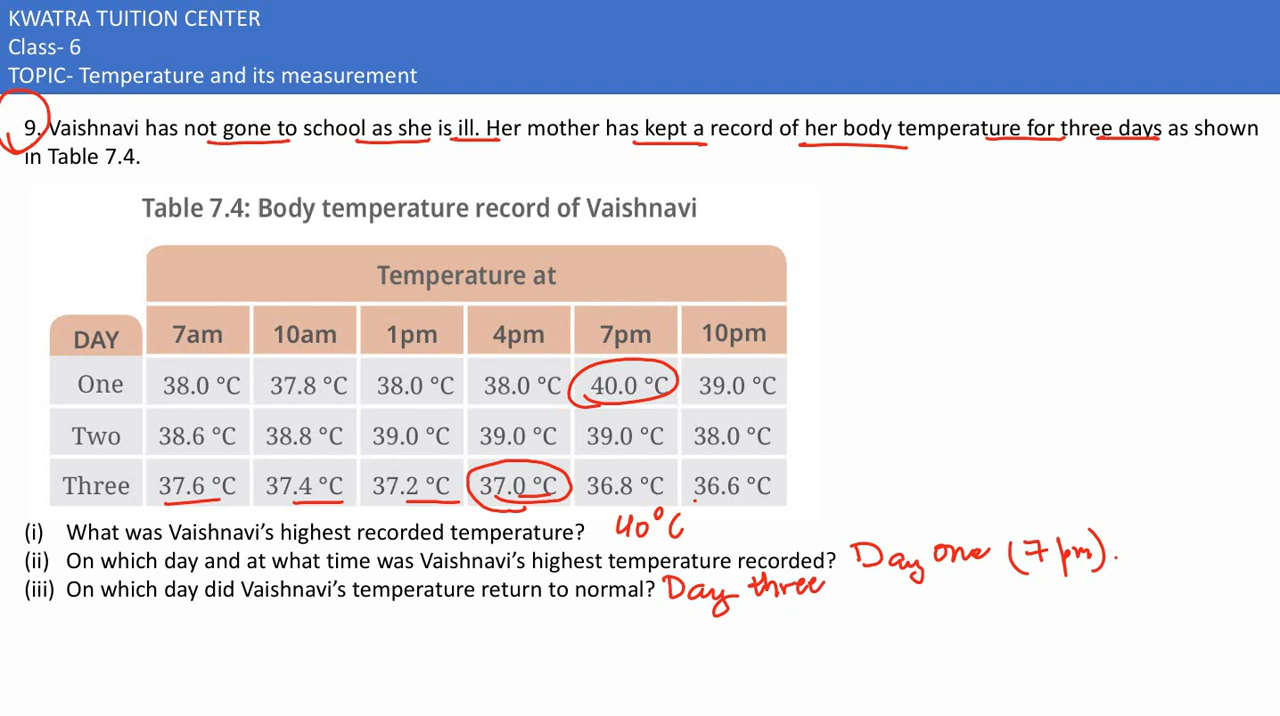 KWATRA TUITION CENTER
Class- 6
TOPIC- Temperature and its measurement
9. Vaishnavi has not gone to school as she is ill. Her mother has kept a record of her body temperature for three days as shown
in Table 7.4.
Table 7.4: Body temperature record of Vaishnavi
Temperature at
DAY 7am 10am 1pm 4pm 7pm 10pm
One 38.0 °C 37.8 °C 38.0 °C 38.0 °C 40.0 °C 39.0 °C
Two 38.6 °C 38.8 °C 39.0 °C 39.0 °C 39.0 °C 38.0 °C
Three 37.6 °C 37.4 °C 37.2 °C 37.0 °C 36.8 °C 36.6 °C
(i) What was Vaishnavi’s highest recorded temperature? 40°C
(ii) On which day and at what time was Vaishnavi’s highest temperature recorded? Day one (7 pm).
(iii) On which day did Vaishnavi’s temperature return to normal? Day three